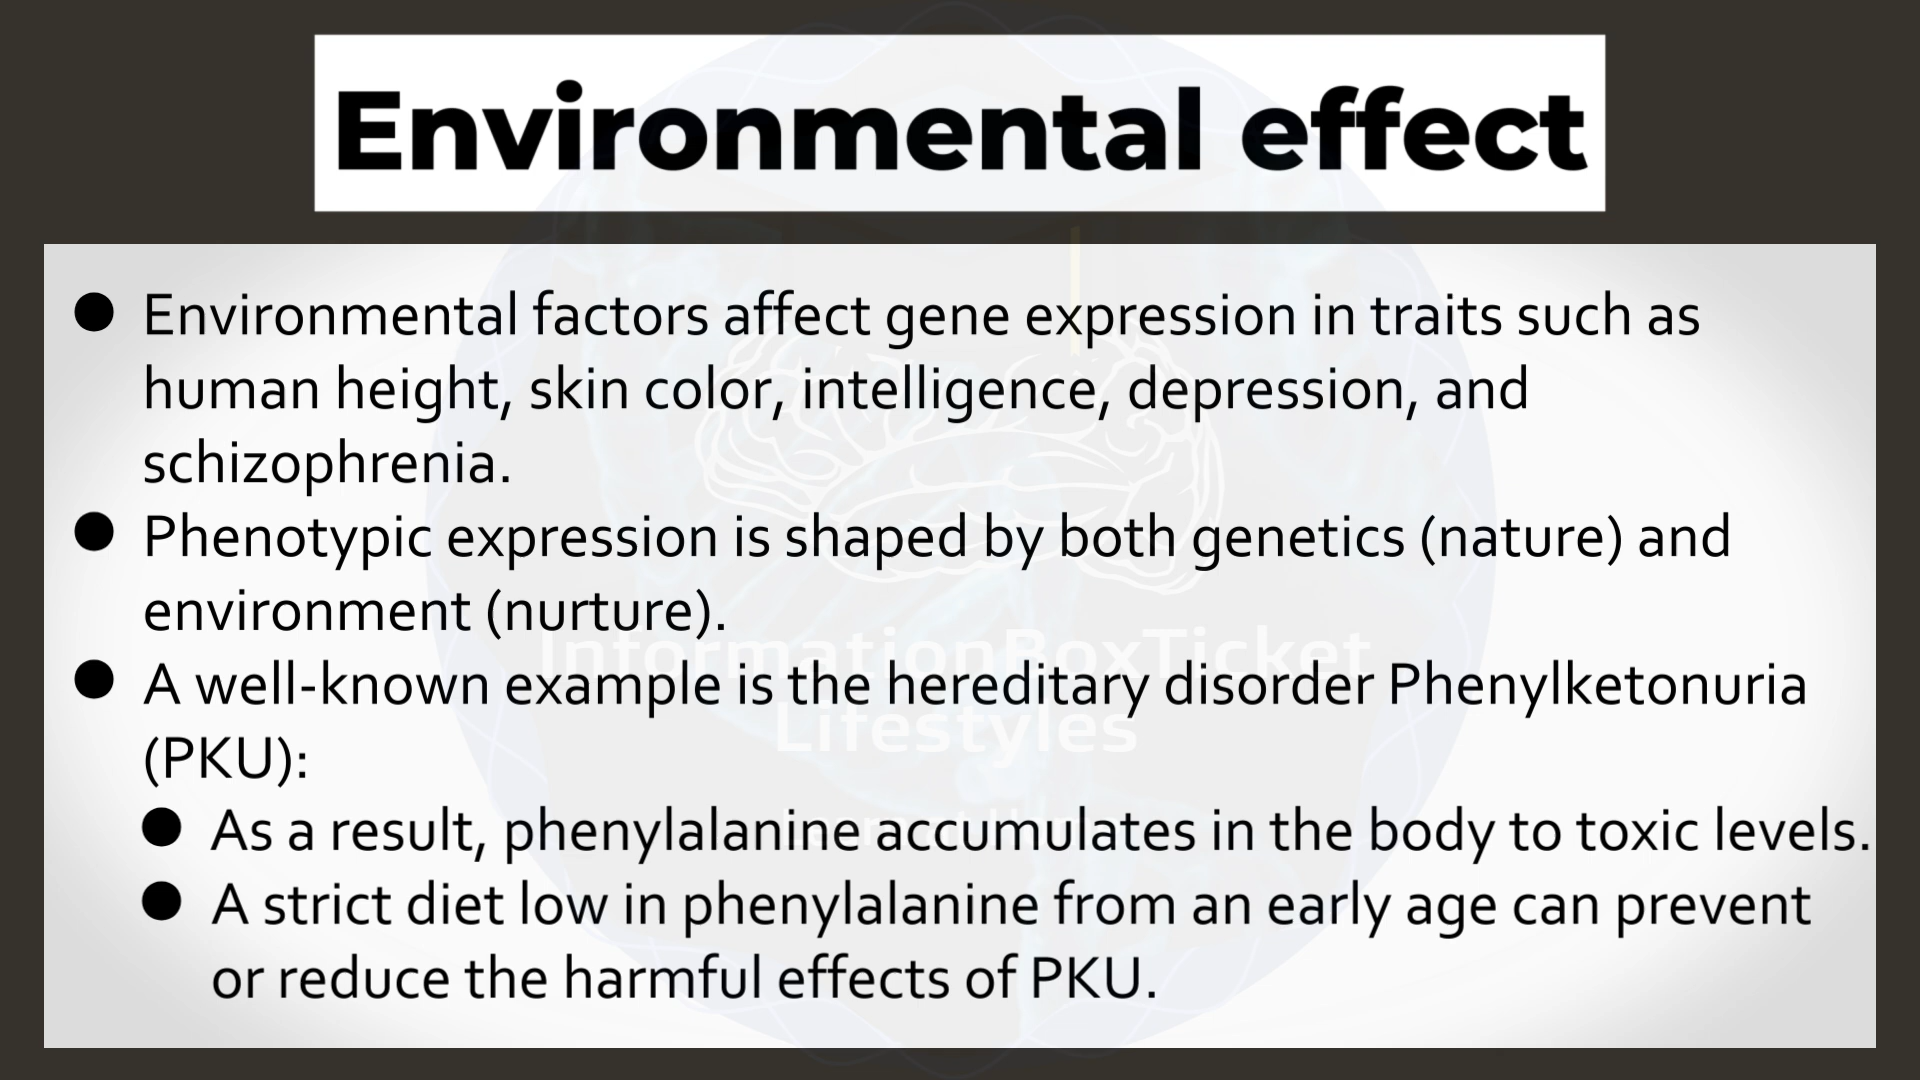 Environmental effect
● Environmental factors affect gene expression in traits such as
human height, skin color, intelligence, depression, and
schizophrenia.
● Phenotypic expression is shaped by both genetics (nature) and
environment (nurture).
InformationBoxTicket
● A well-known example is the hereditary disorder Phenylketonuria
Lifestyles
(PKU):
● As a result, phenylalanine accumulates in the body to toxic levels.
● A strict diet low in phenylalanine from an early age can prevent
or reduce the harmful effects of PKU.